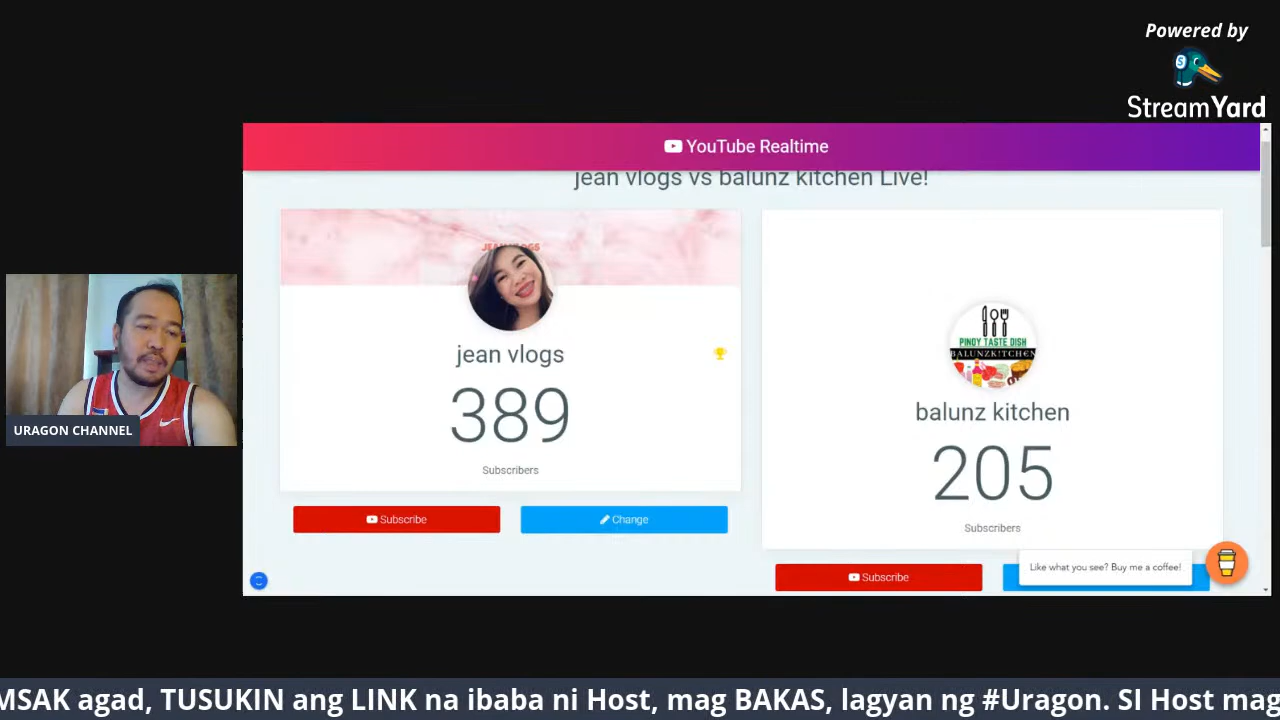 Powered by
StreamYard
YouTube Realtime
jean vlogs vs balunz kitchen Live!
JEAN VLOGS
jean vlogs
389
Subscribers
Subscribe
Change
PINOY TASTE DISH
BALUNZKITCHEN
balunz kitchen
205
Subscribers
Subscribe
Like what you see? Buy me a coffee!
URAGON CHANNEL
MSAK agad, TUSUKIN ang LINK na ibaba ni Host, mag BAKAS, lagyan ng #Uragon. SI Host mag